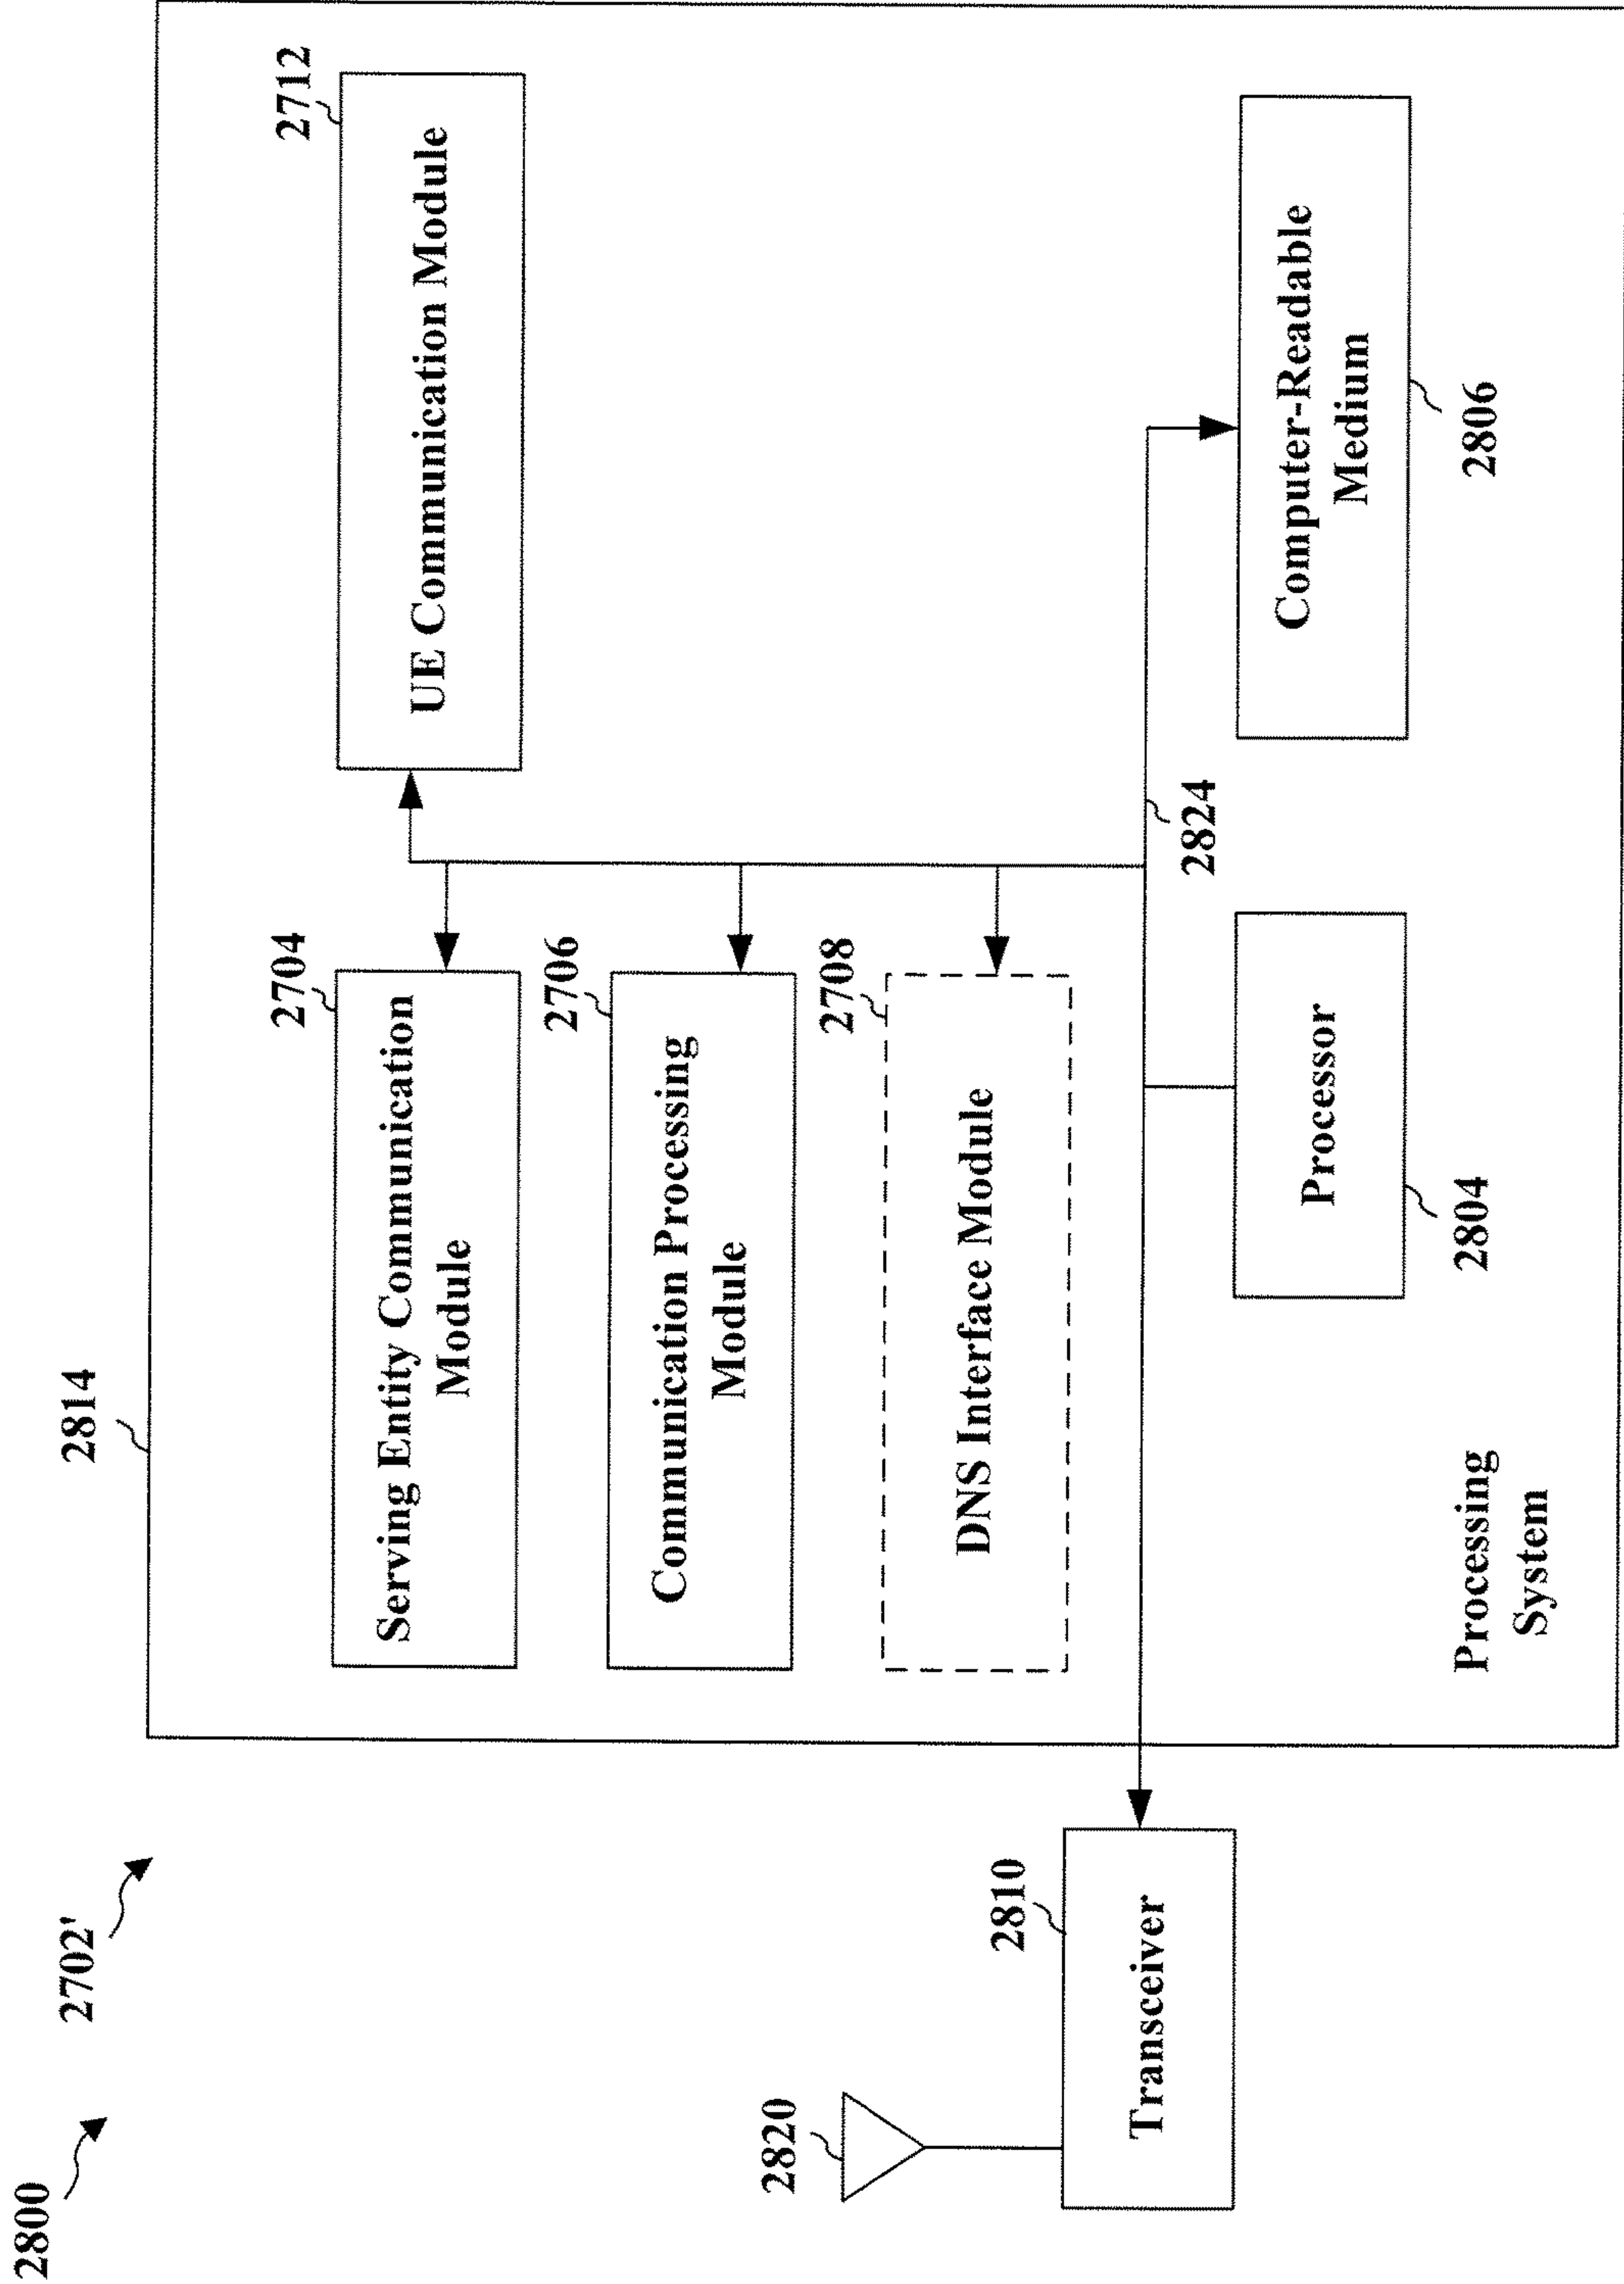 2800
2702'
2814
2704
Serving Entity Communication
Module
2712
UE Communication Module
2706
Communication Processing
Module
2708
DNS Interface Module
2820
2810
Transceiver
2824
Processor
2804
Computer-Readable
Medium
2806
Processing
System